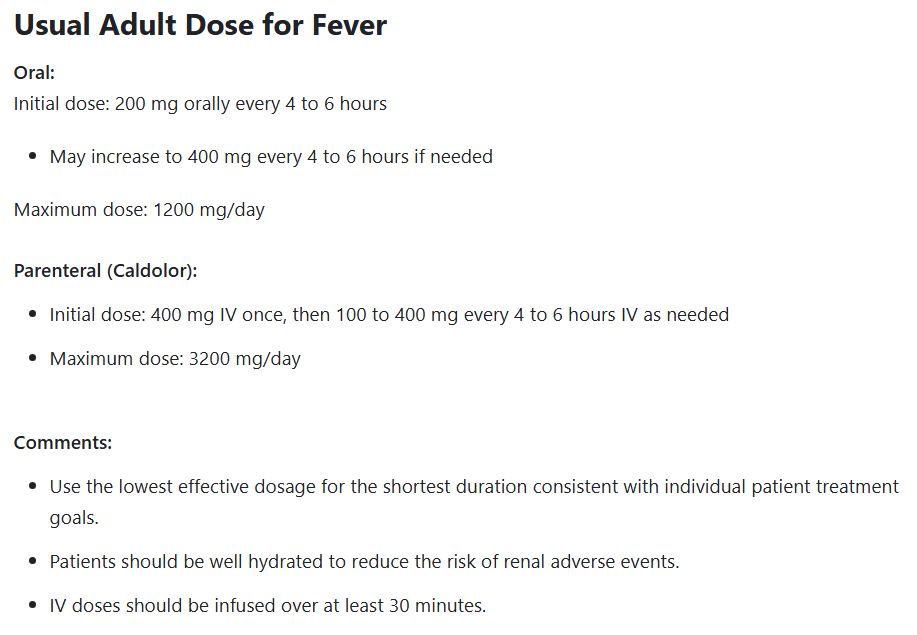 Usual Adult Dose for Fever
Oral:
Initial dose: 200 mg orally every 4 to 6 hours
• May increase to 400 mg every 4 to 6 hours if needed
Maximum dose: 1200 mg/day
Parenteral (Caldolor):
• Initial dose: 400 mg IV once, then 100 to 400 mg every 4 to 6 hours IV as needed
• Maximum dose: 3200 mg/day
Comments:
• Use the lowest effective dosage for the shortest duration consistent with individual patient treatment
goals.
• Patients should be well hydrated to reduce the risk of renal adverse events.
• IV doses should be infused over at least 30 minutes.